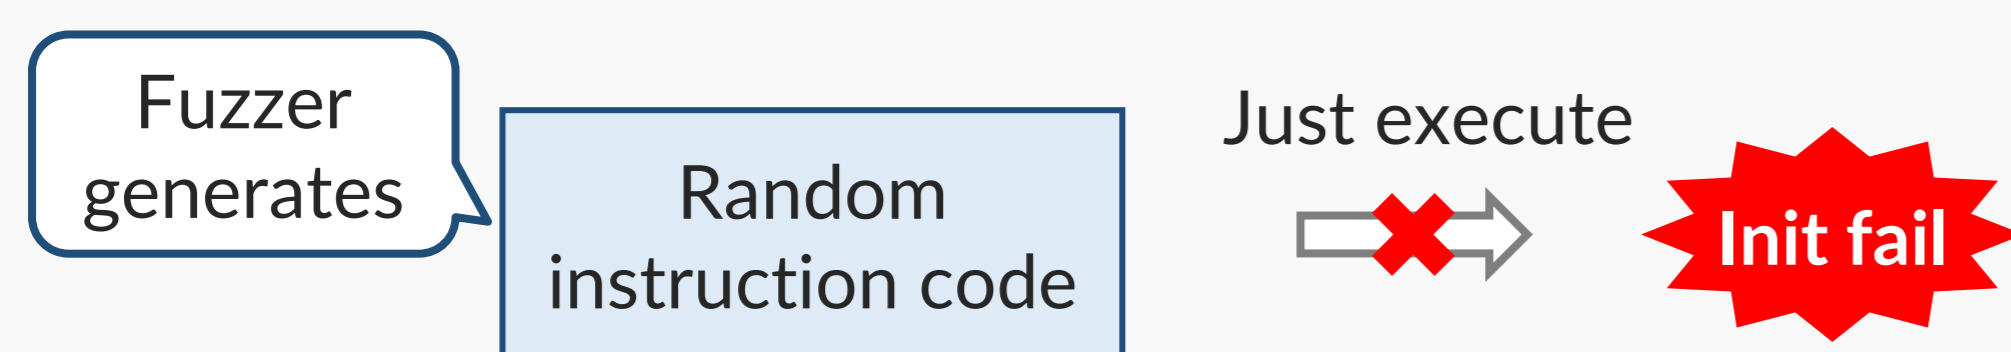 Fuzzer
generates
Random
instruction code
Just execute
Init fail